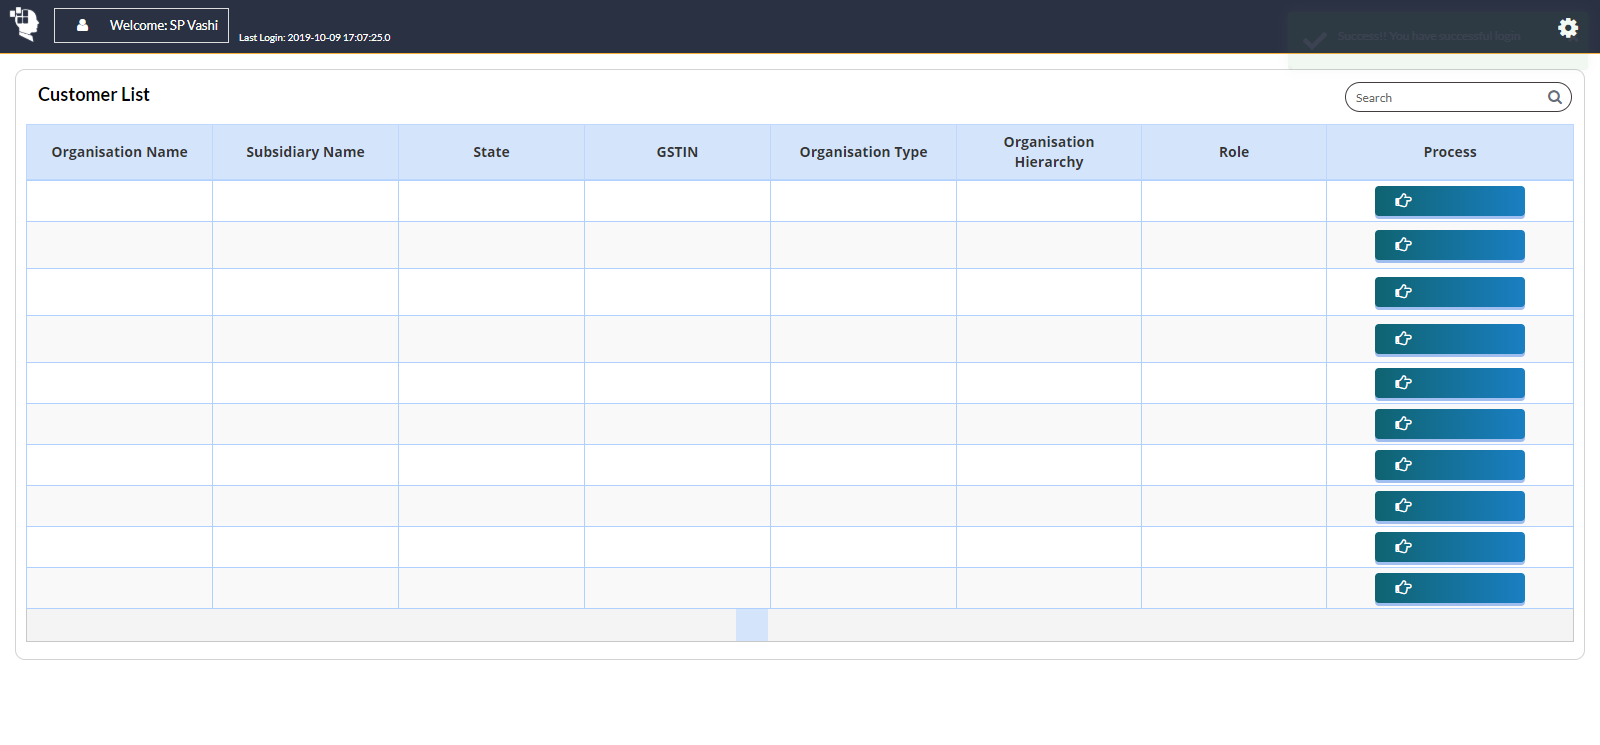 Welcome: SP Vashi
Last Login: 2019-10-09 17:07:25.0
Success!! You have successful login
Customer List
Search
Organisation Name
Subsidiary Name
State
GSTIN
Organisation Type
Organisation
Hierarchy
Role
Process